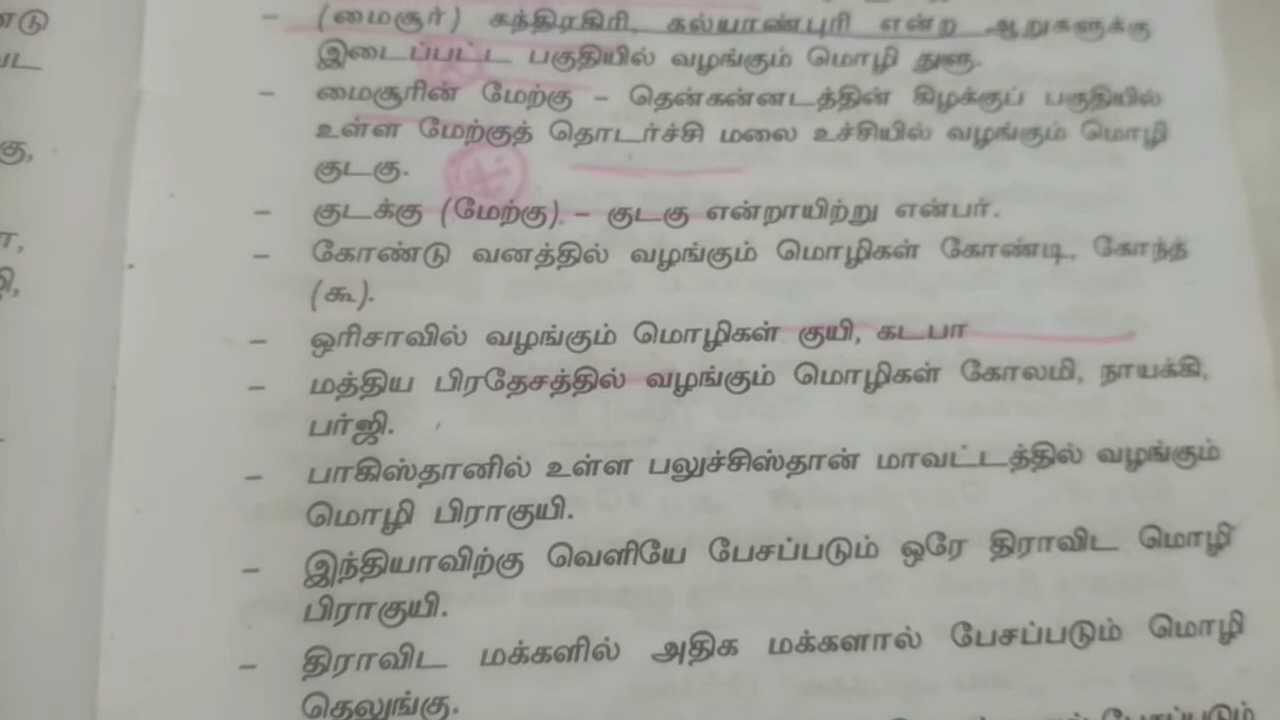 ண்டு
- (மைசூர்) சுந்திரகிரி, கல்யாண்புரி என்ற ஆறுகளுக்கு
இடைப்பட்ட பகுதியில் வழங்கும் மொழி துளு.
- மைசூரின் மேற்கு – தென்கன்னடத்தின் கிழக்குப் பகுதியில்
உள்ள மேற்குத் தொடர்ச்சி மலை உச்சியில் வழங்கும் மொழி
குடகு.
- குடக்கு (மேற்கு) – குடகு என்றாயிற்று என்பர்.
- கோண்டு வனத்தில் வழங்கும் மொழிகள் கோண்டி, கோந்த்
(கூ).
- ஒரிசாவில் வழங்கும் மொழிகள் குயி, கடபா
- மத்திய பிரதேசத்தில் வழங்கும் மொழிகள் கோலமி, நாயக்கி,
பர்ஜி.
- பாகிஸ்தானில் உள்ள பலுச்சிஸ்தான் மாவட்டத்தில் வழங்கும்
மொழி பிராகுயி.
- இந்தியாவிற்கு வெளியே பேசப்படும் ஒரே திராவிட மொழி
பிராகுயி.
- திராவிட மக்களில் அதிக மக்களால் பேசப்படும் மொழி
தெலுங்கு.